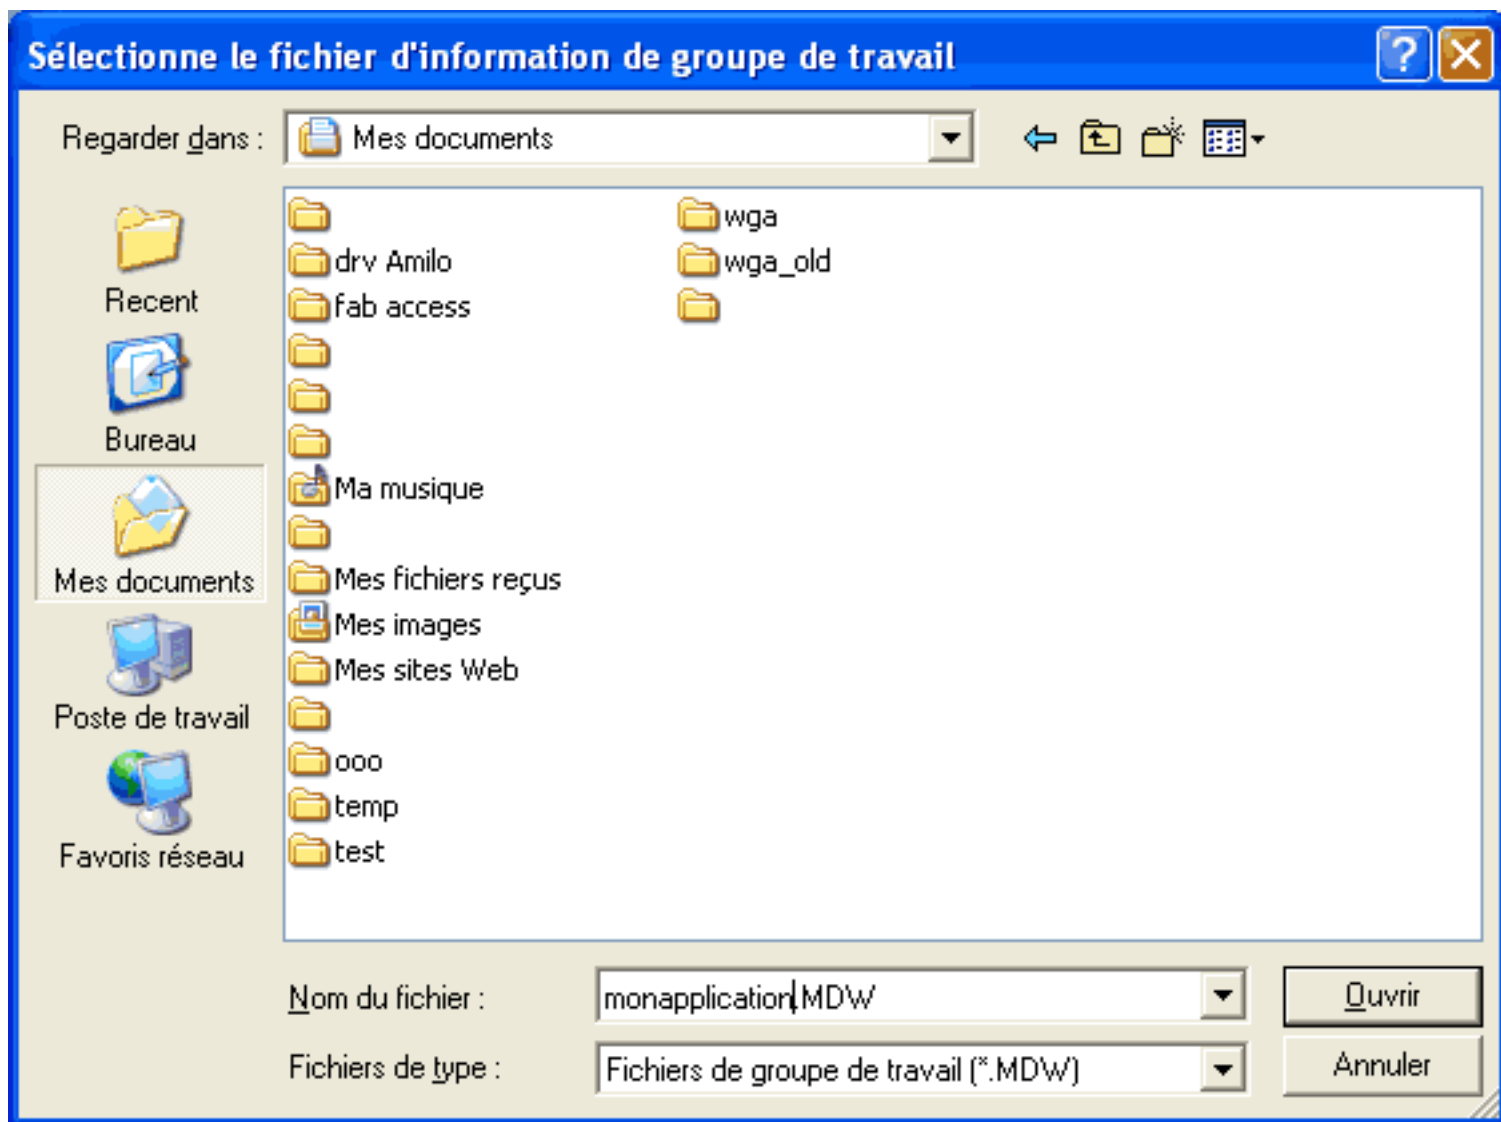 Sélectionne le fichier d'information de groupe de travail
Regarder dans :
Mes documents
Recent
Bureau
Mes documents
Poste de travail
Favoris réseau
drv Amilo
fab access
Ma musique
Mes fichiers reçus
Mes images
Mes sites Web
ooo
temp
test
wga
wga_old
Nom du fichier :
monapplication.MDW
Ouvrir
Fichiers de type :
Fichiers de groupe de travail (*.MDW)
Annuler